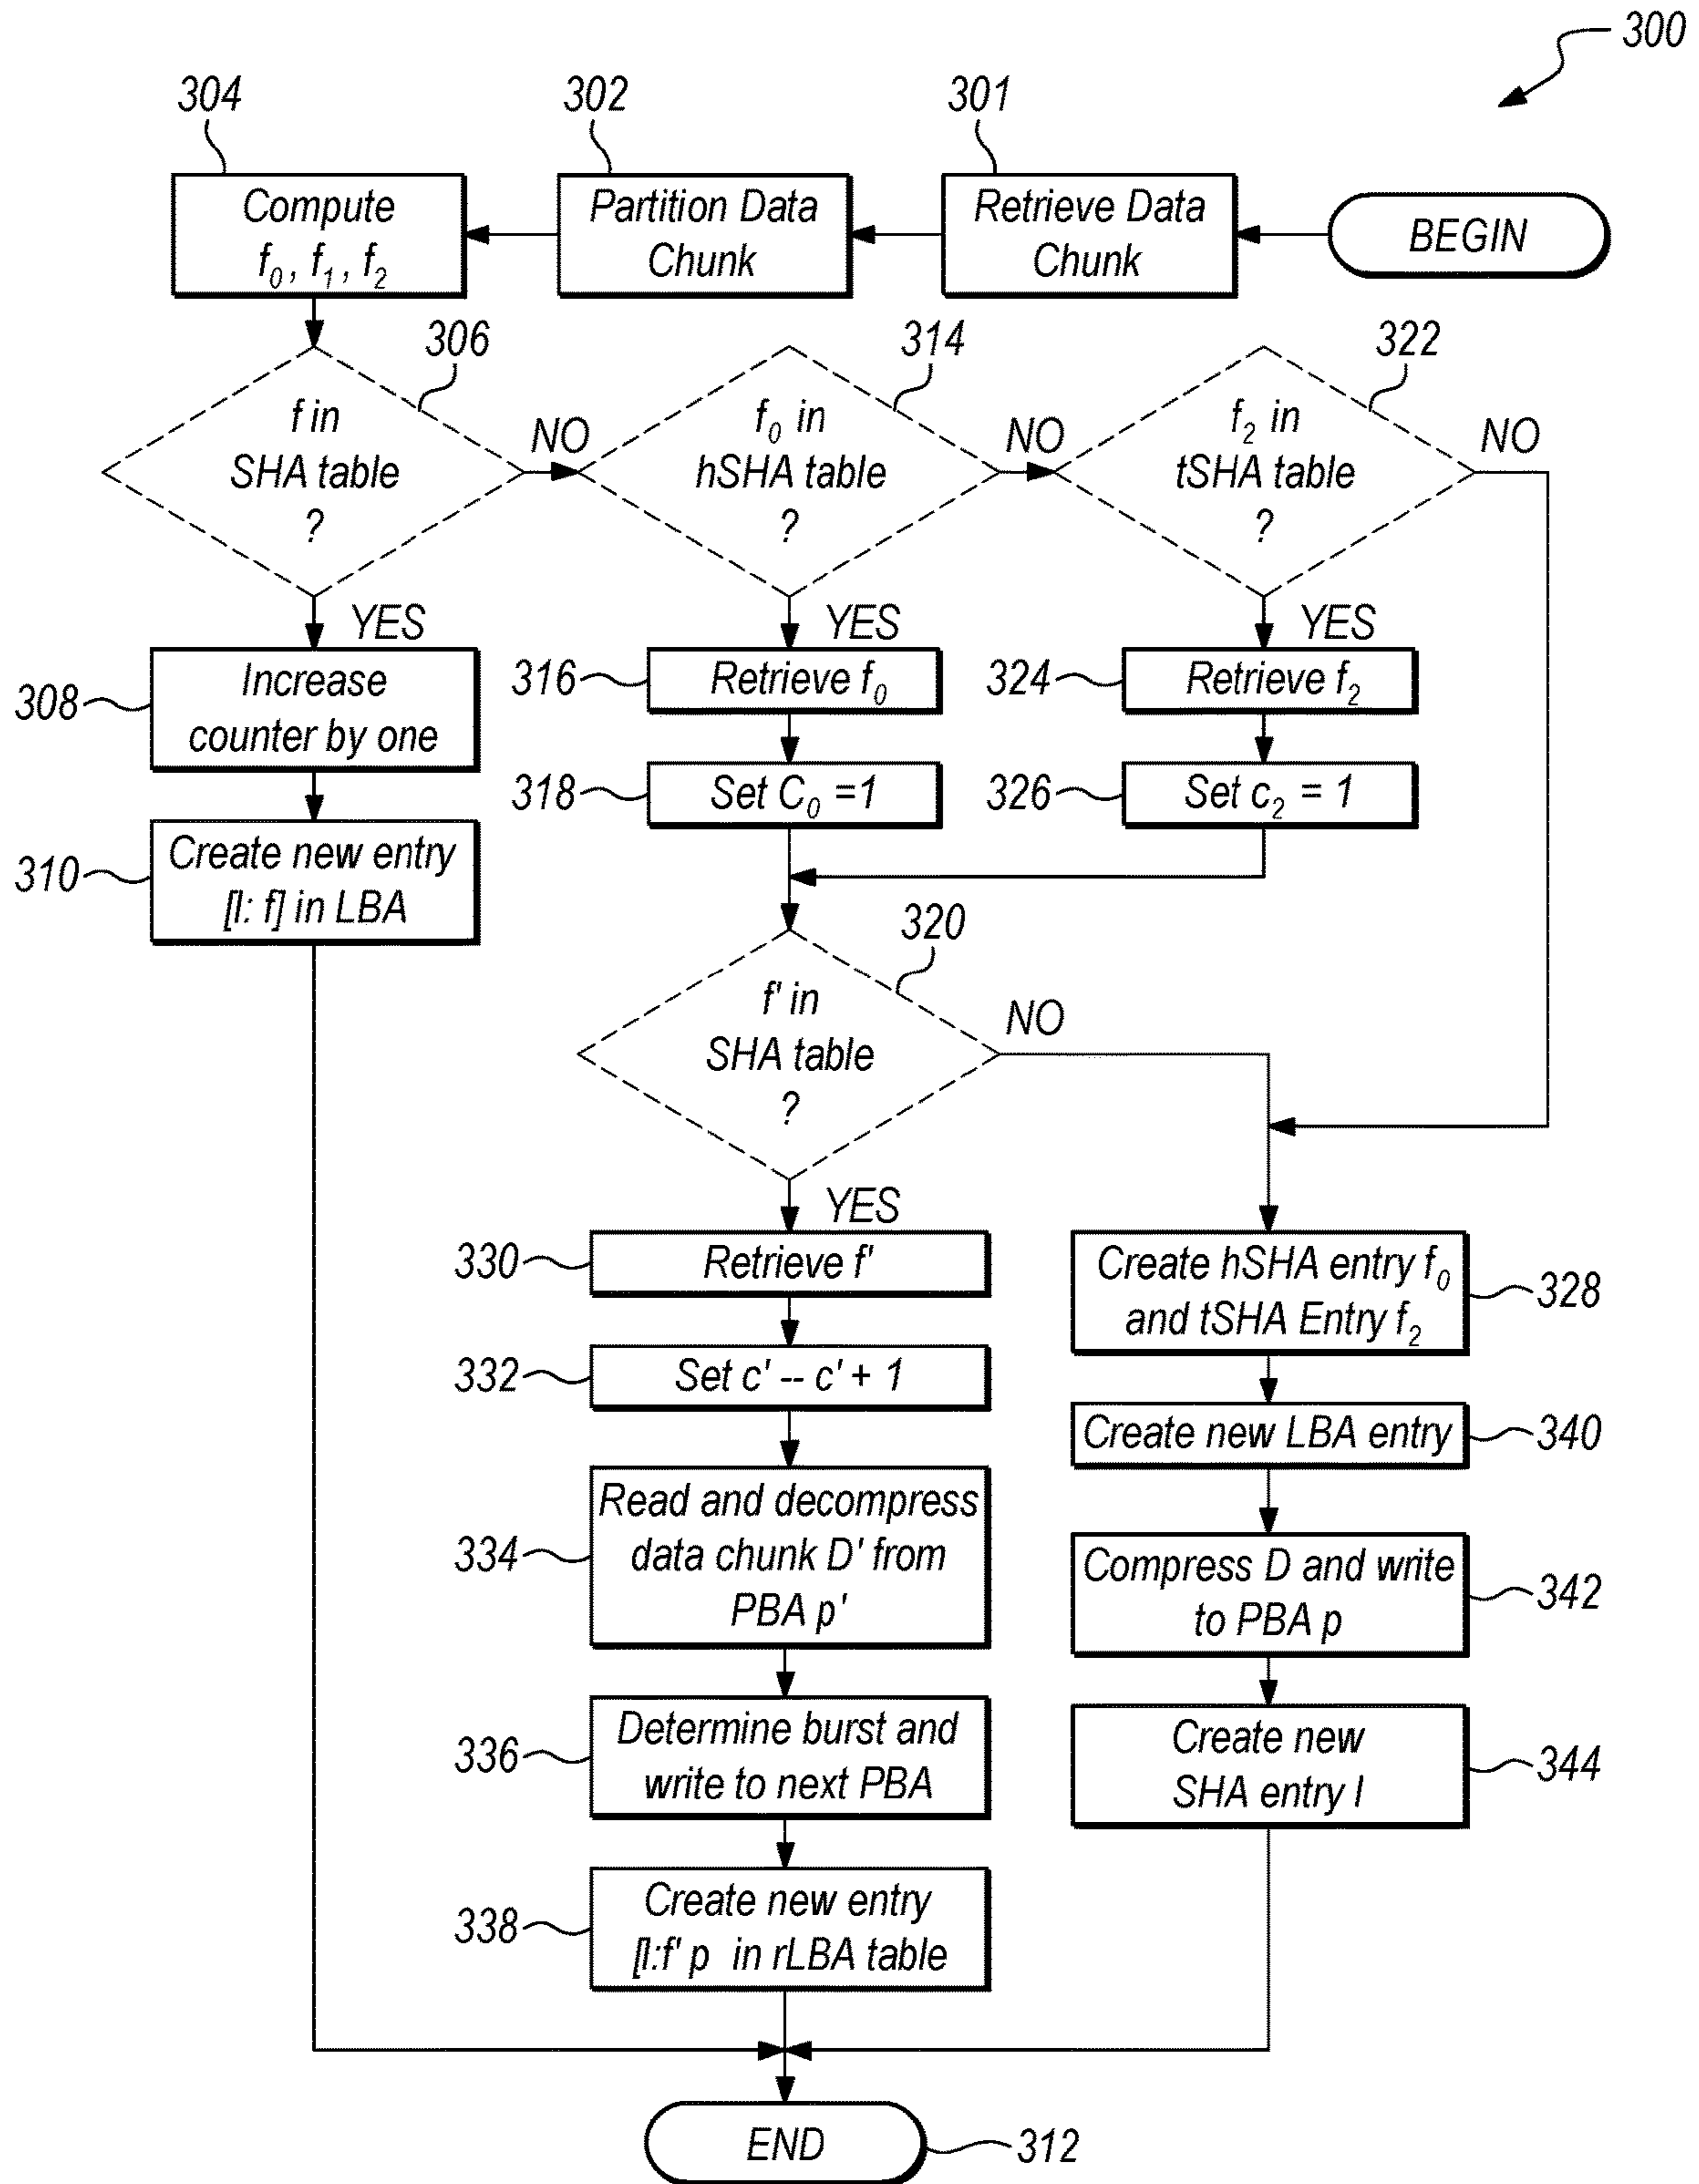 300
304
302
301
Compute
f₀, f₁, f₂
Partition Data
Chunk
Retrieve Data
Chunk
BEGIN
306
314
322
f in
SHA table
?
NO
f₀ in
hSHA table
?
NO
f₂ in
tSHA table
?
NO
YES
YES
YES
308
Increase
counter by one
316
Retrieve f₀
324
Retrieve f₂
318
Set C₀ =1
326
Set c₂ = 1
310
Create new entry
[l: f] in LBA
320
f' in
SHA table
?
NO
YES
330
Retrieve f'
Create hSHA entry f₀
and tSHA Entry f₂
328
332
Set c' -- c' + 1
Create new LBA entry
340
334
Read and decompress
data chunk D' from
PBA p'
Compress D and write
to PBA p
342
336
Determine burst and
write to next PBA
Create new
SHA entry l
344
338
Create new entry
[l:f' p in rLBA table
END
312